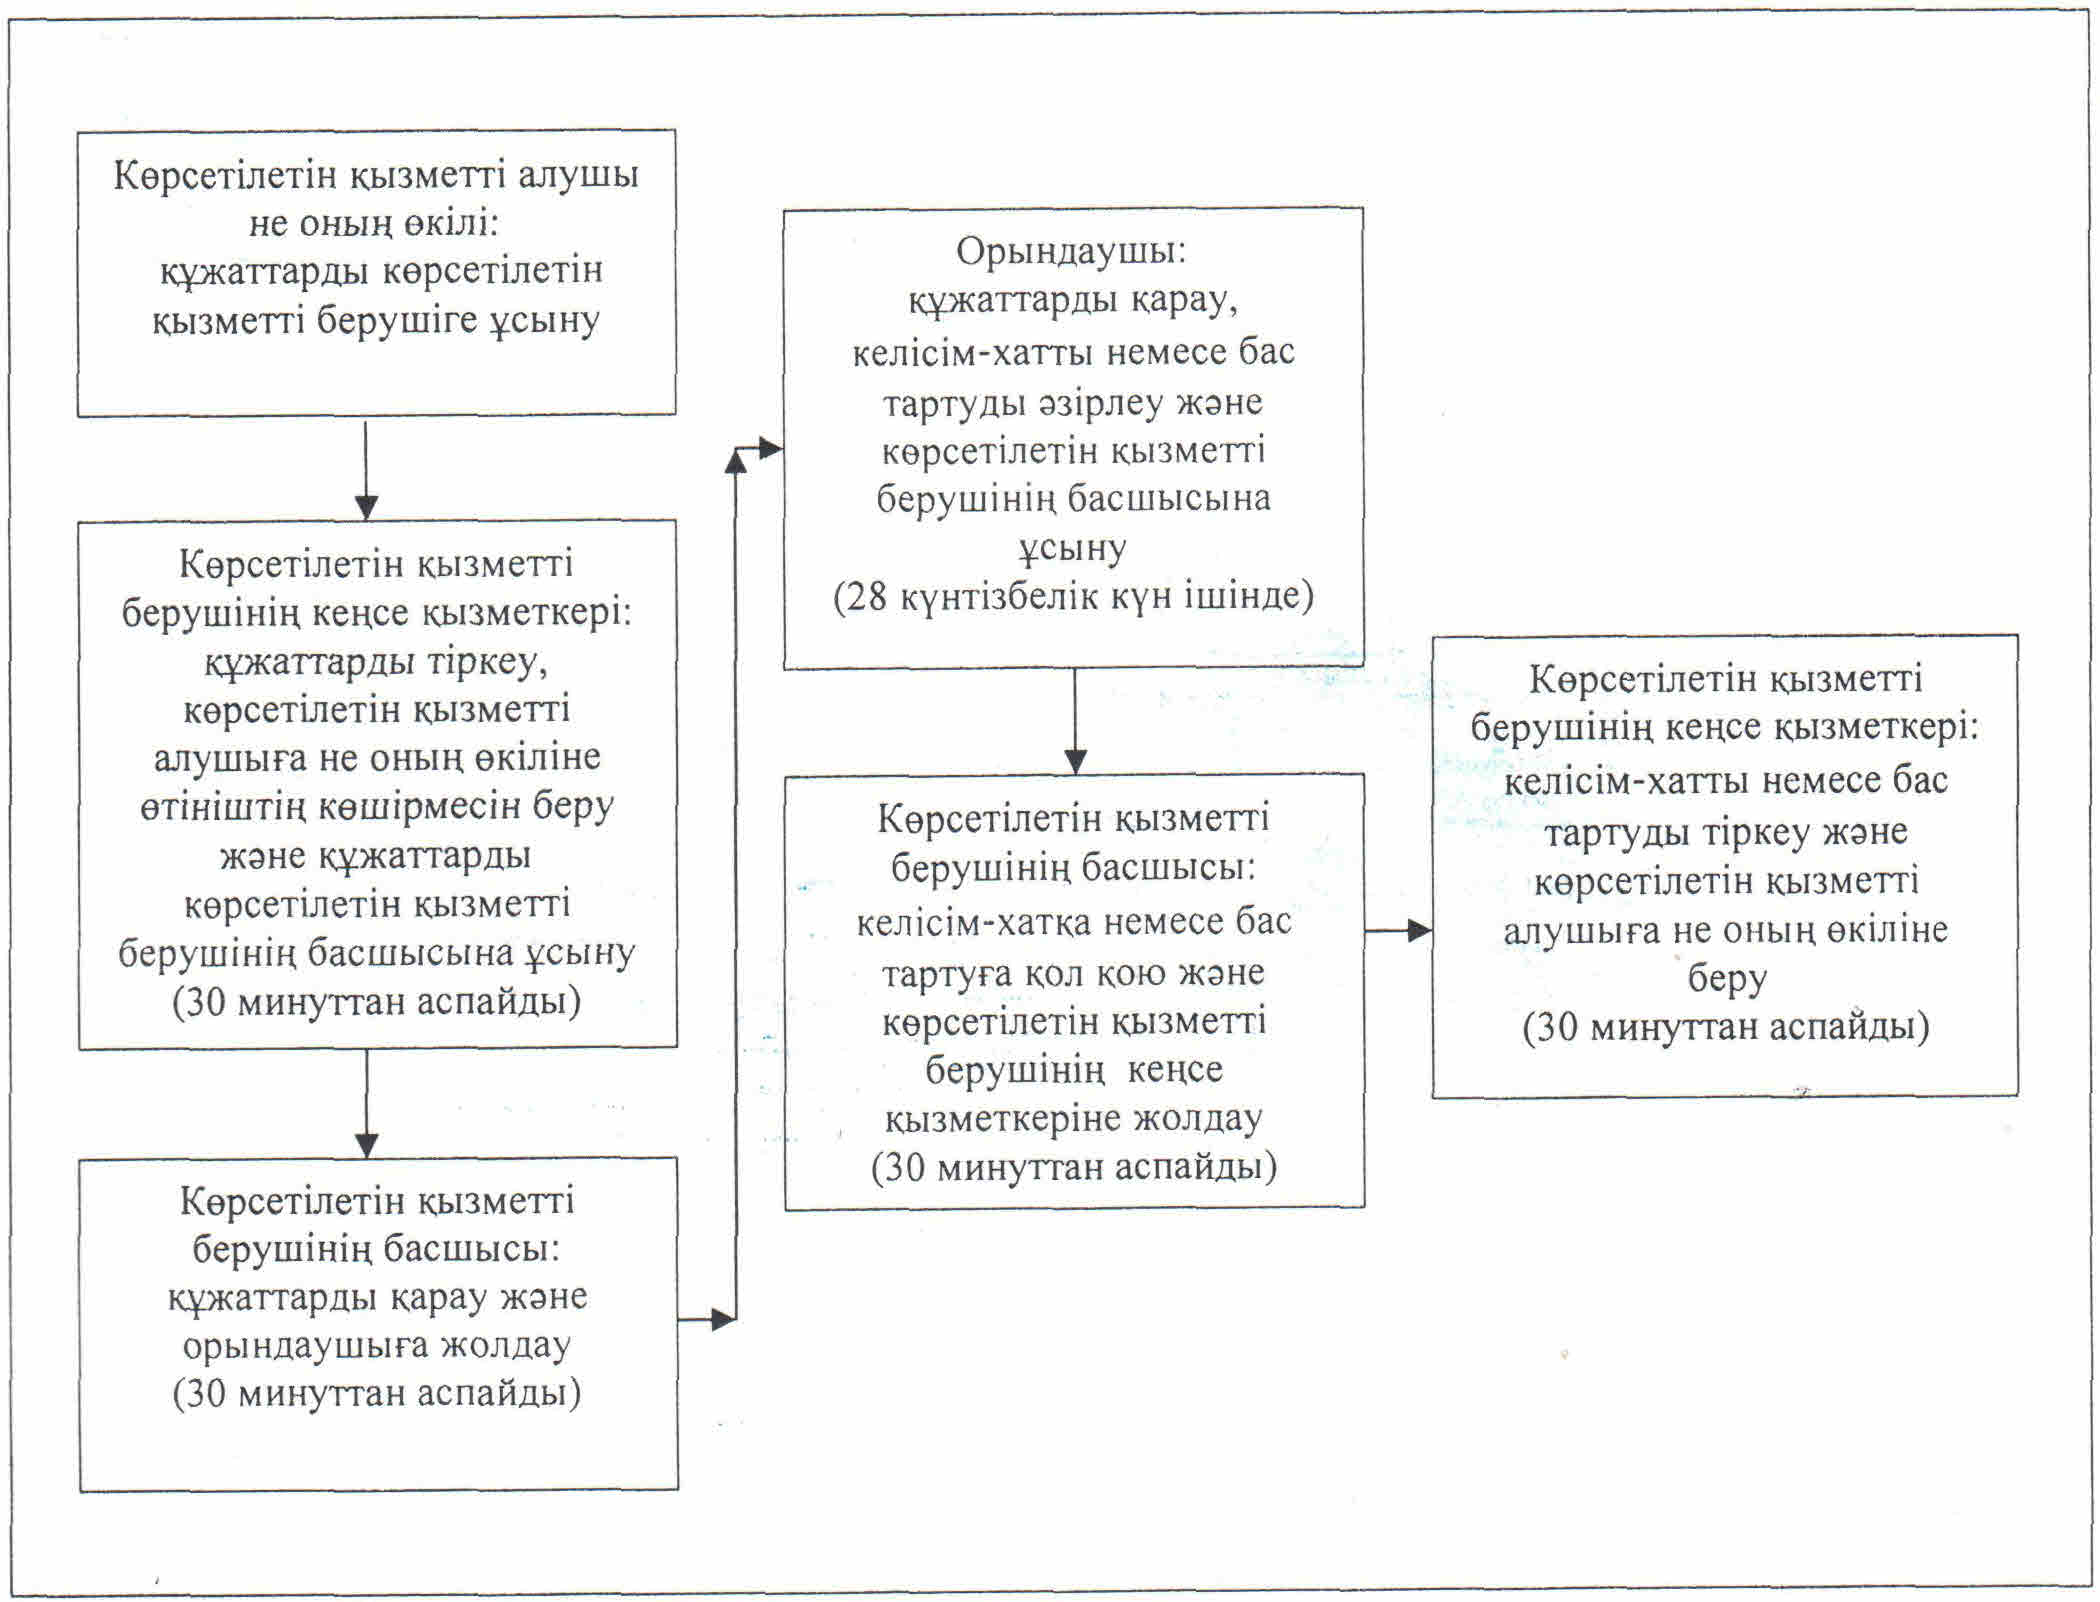 Көрсетілетін қызметті алушы
не оның өкілі:
құжаттарды көрсетілетін
қызметті берушіге ұсыну
Көрсетілетін қызметті
берушінің кеңсе қызметкері:
құжаттарды тіркеу,
көрсетілетін қызметті
алушыға не оның өкіліне
өтініштің көшірмесін беру
және құжаттарды
көрсетілетін қызметті
берушінің басшысына ұсыну
(30 минуттан аспайды)
Көрсетілетін қызметті
берушінің басшысы:
құжаттарды қарау және
орындаушыға жолдау
(30 минуттан аспайды)
Орындаушы:
құжаттарды қарау,
келісім-хатты немесе бас
тартуды әзірлеу және
көрсетілетін қызметті
берушінің басшысына
ұсыну
(28 күнтізбелік күн ішінде)
Көрсетілетін қызметті
берушінің басшысы:
келісім-хатқа немесе бас
тартуға қол қою және
көрсетілетін қызметті
берушінің кеңсе
қызметкеріне жолдау
(30 минуттан аспайды)
Көрсетілетін қызметті
берушінің кеңсе қызметкері:
келісім-хатты немесе бас
тартуды тіркеу және
көрсетілетін қызметті
алушыға не оның өкіліне
беру
(30 минуттан аспайды)